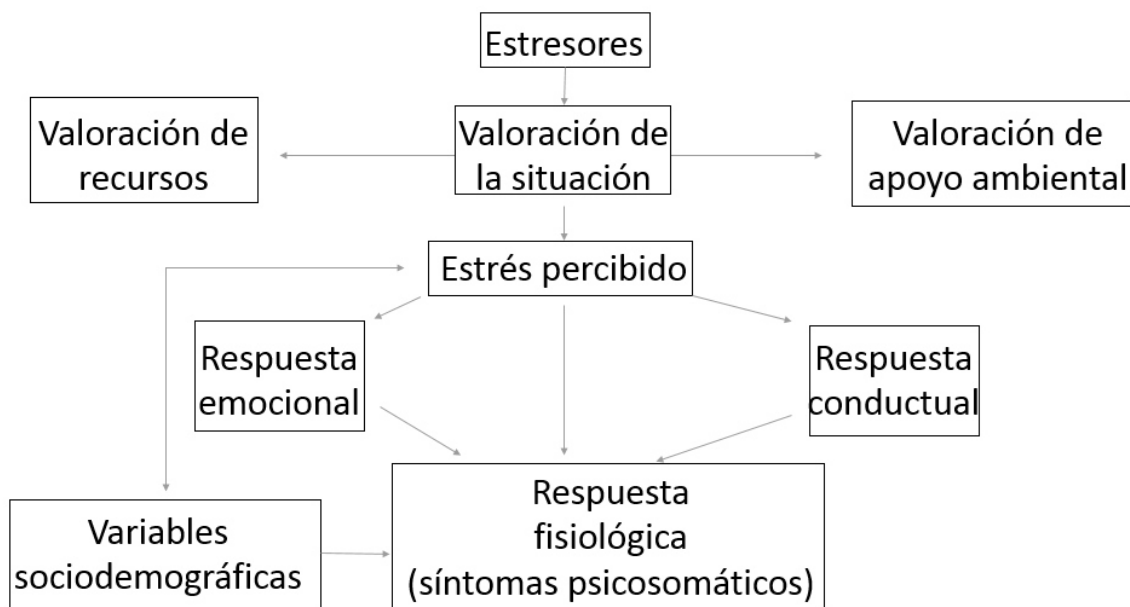 Estresores
Valoración de
recursos
Valoración de
la situación
Valoración de
apoyo ambiental
Estrés percibido
Respuesta
emocional
Respuesta
conductual
Variables
sociodemográficas
Respuesta
fisiológica
(síntomas psicosomáticos)